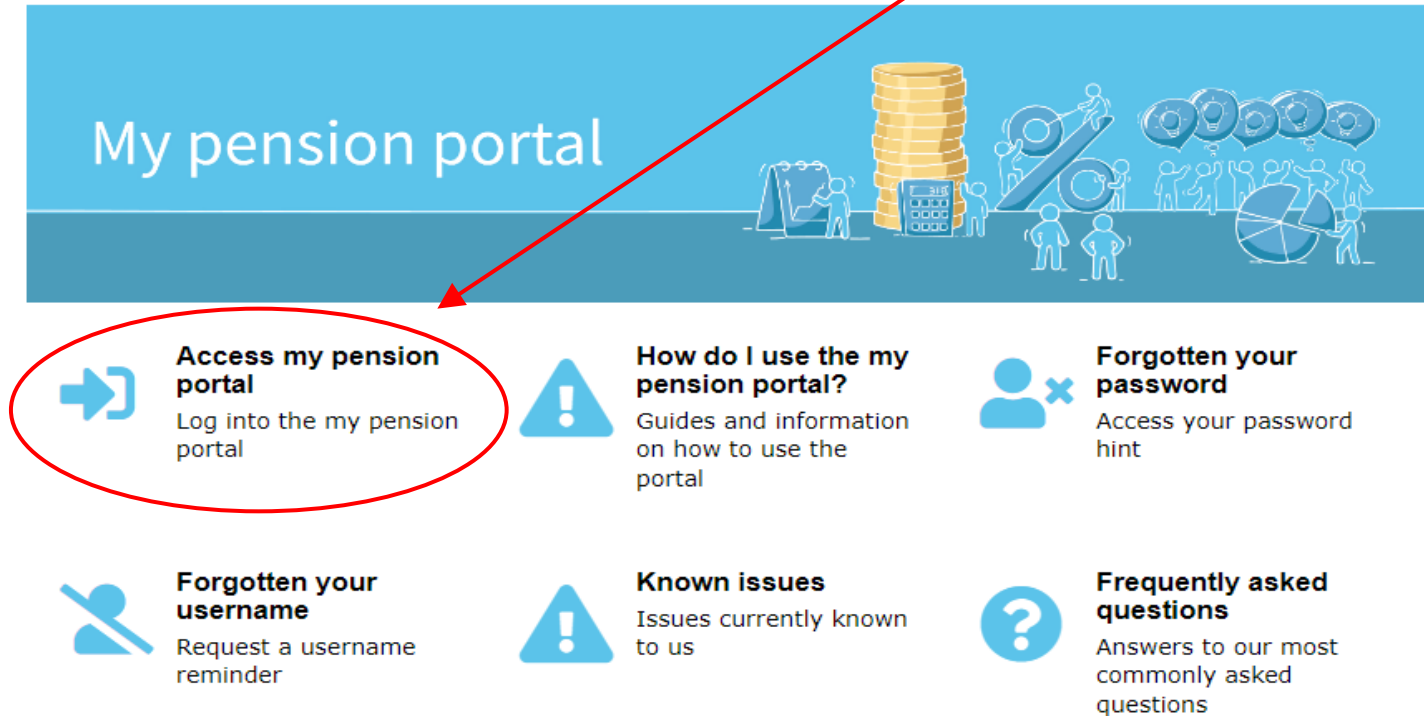 My pension portal
Access my pension
portal
Log into the my pension
portal
How do I use the my
pension portal?
Guides and information
on how to use the
portal
Forgotten your
password
Access your password
hint
Forgotten your
username
Request a username
reminder
Known issues
Issues currently known
to us
Frequently asked
questions
Answers to our most
commonly asked
questions